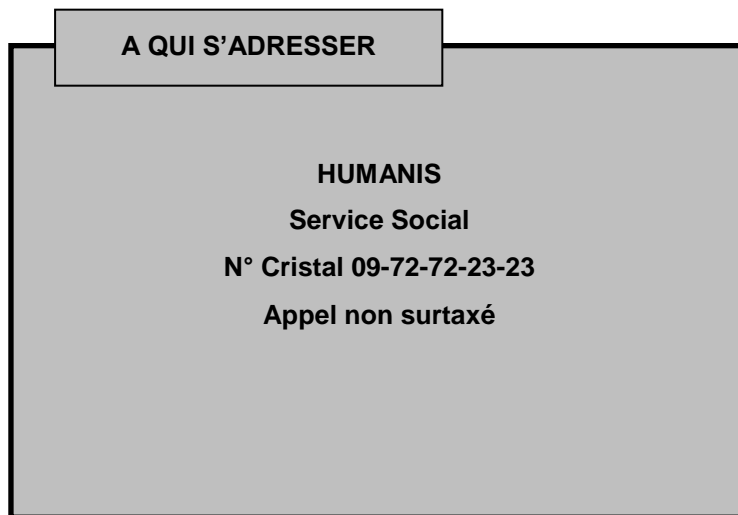 A QUI S’ADRESSER
HUMANIS
Service Social
N° Cristal 09-72-72-23-23
Appel non surtaxé